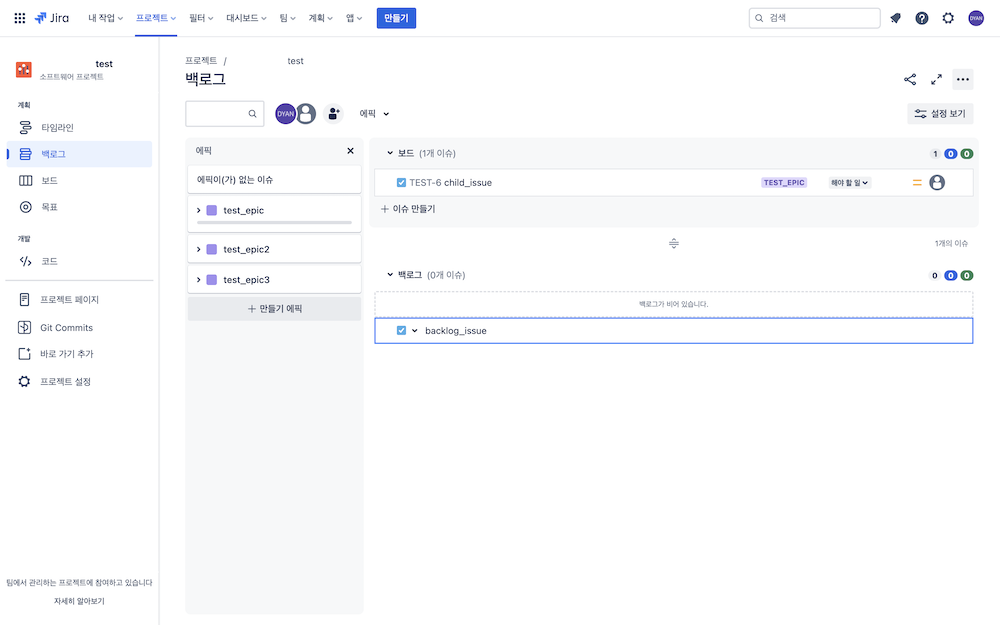 Jira 내 작업 프로젝트 필터 대시보드 팀 계획 앱 만들기 검색 DYAN
test
소프트웨어 프로젝트
계획
타임라인
백로그
보드
목표
개발
코드
프로젝트 페이지
Git Commits
바로 가기 추가
프로젝트 설정
팀에서 관리하는 프로젝트에 참여하고 있습니다
자세히 알아보기
프로젝트 / test
백로그
DYAN 에픽 설정 보기
에픽
에픽이(가) 없는 이슈
test_epic
test_epic2
test_epic3
만들기 에픽
보드 (1개 이슈) 1 0 0
TEST-6 child_issue TEST_EPIC 해야 할 일
이슈 만들기
1개의 이슈
백로그 (0개 이슈) 0 0 0
백로그가 비어 있습니다.
backlog_issue